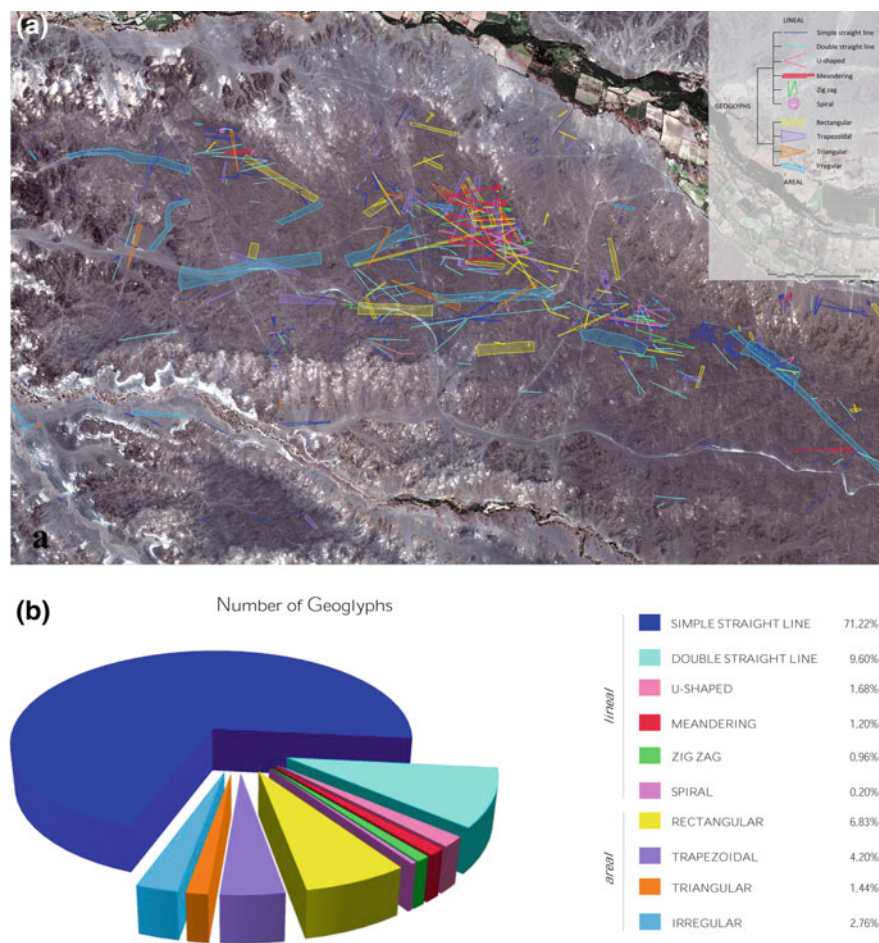 (a)
LINEAL
Simple straight line
Double straight line
U-shaped
Meandering
Zig zag
Spiral
GEOGLYPHS
Rectangular
Trapezoidal
Triangular
Irregular
AREAL
a
(b)
Number of Geoglyphs
lineal
SIMPLE STRAIGHT LINE 71,22%
DOUBLE STRAIGHT LINE 9,60%
U-SHAPED 1,68%
MEANDERING 1,20%
ZIG ZAG 0,96%
SPIRAL 0,20%
areal
RECTANGULAR 6,83%
TRAPEZOIDAL 4,20%
TRIANGULAR 1,44%
IRREGULAR 2,76%